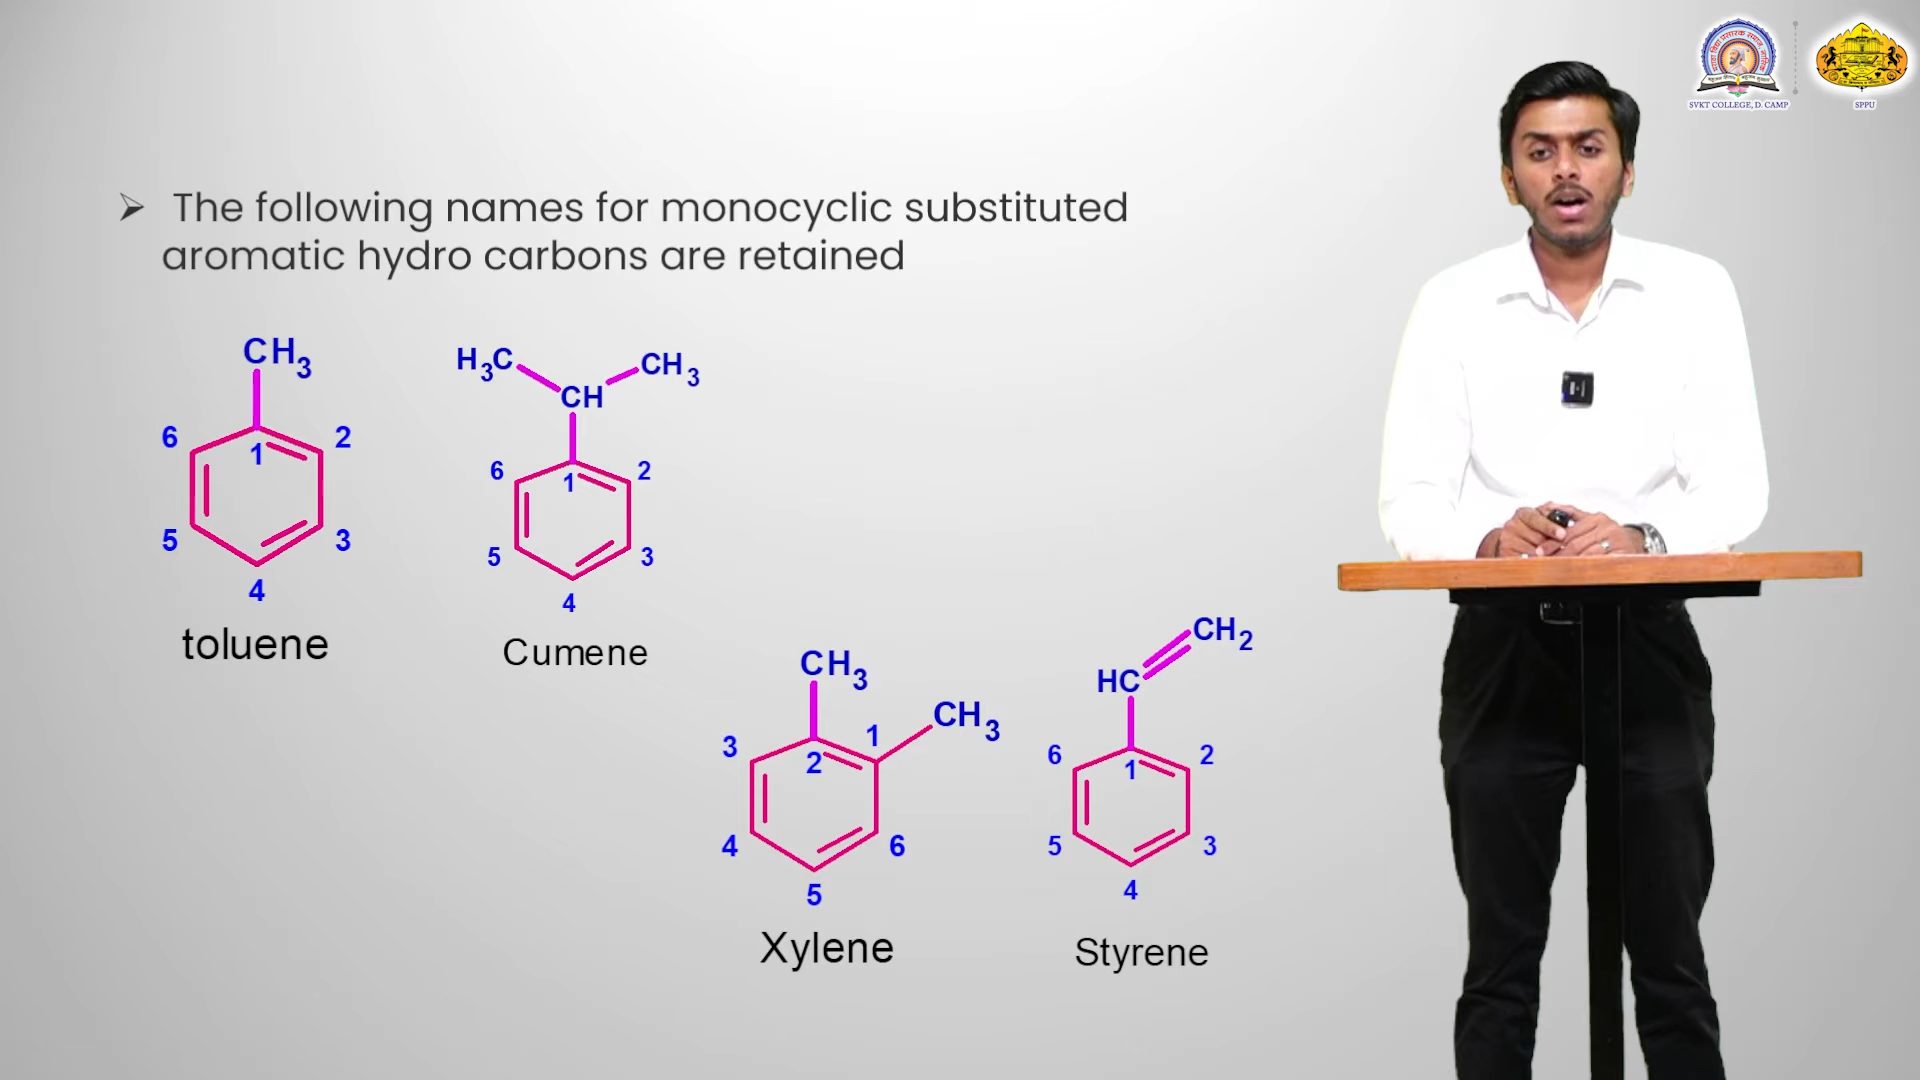 ➢ The following names for monocyclic substituted
aromatic hydro carbons are retained
CH3
6
1
2
5
3
4
toluene
H3C
CH3
CH
6
1
2
5
3
4
Cumene
CH3
CH3
3
2
1
4
6
5
Xylene
CH2
HC
6
1
2
5
3
4
Styrene
SVKT COLLEGE, D. CAMP
SPPU